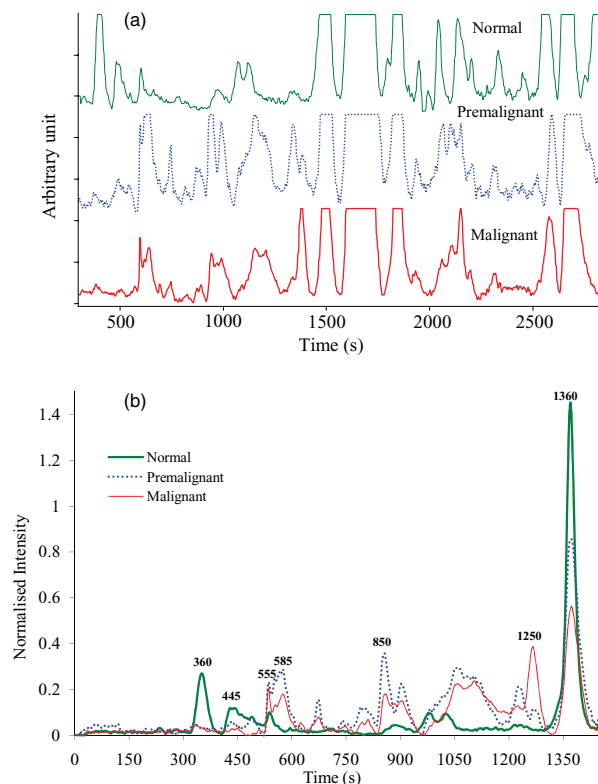 (a)
Normal
Premalignant
Malignant
Arbitrary unit
500 1000 1500 2000 2500
Time (s)
(b)
1.4
1.2
1
0.8
0.6
0.4
0.2
0
Normal
Premalignant
Malignant
360
445
555
585
850
1250
1360
Normalised Intensity
0 150 300 450 600 750 900 1050 1200 1350
Time (s)